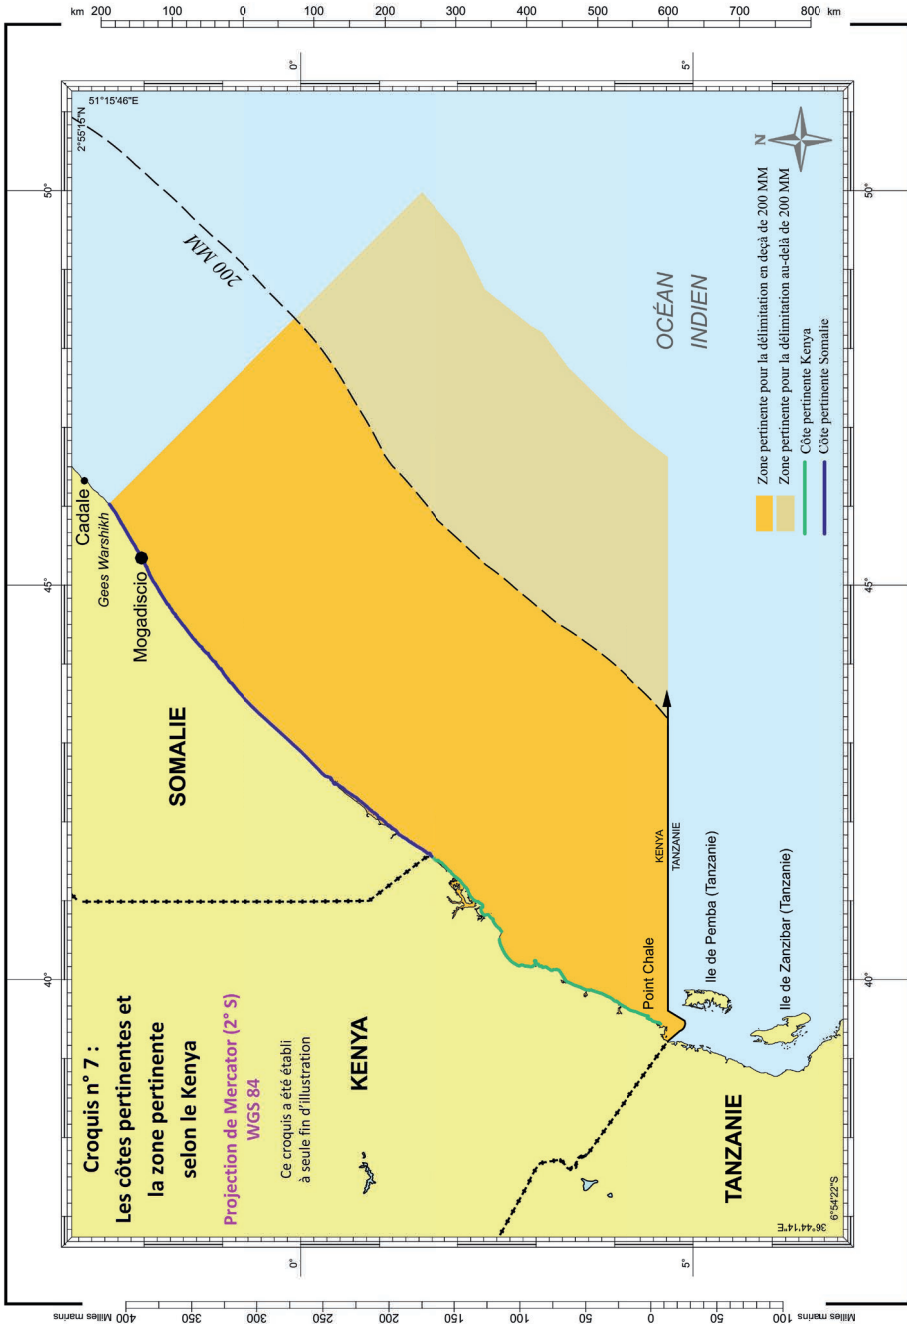 Croquis n° 7 :
Les côtes pertinentes et
la zone pertinente
selon le Kenya
Projection de Mercator (2° S)
WGS 84
Ce croquis a été établi
à seule fin d'illustration
km 200 100 0 100 200 300 400 500 600 700 800 km
0° 5°
51°15'46"E
2°55'15"N
50° 50°
200 MM
N
Zone pertinente pour la délimitation en deçà de 200 MM
Zone pertinente pour la délimitation au-delà de 200 MM
Côte pertinente Kenya
Côte pertinente Somalie
OCÉAN
INDIEN
Cadale
Gees Warshikh
Mogadiscio
45° 45°
SOMALIE
KENYA
TANZANIE
Point Chale
Ile de Pemba (Tanzanie)
Ile de Zanzibar (Tanzanie)
40° 40°
KENYA
TANZANIE
6°54'22"S
36°44'14"E
0° 5°
Milles marins 400 350 300 250 200 150 100 50 0 50 100 Milles marins